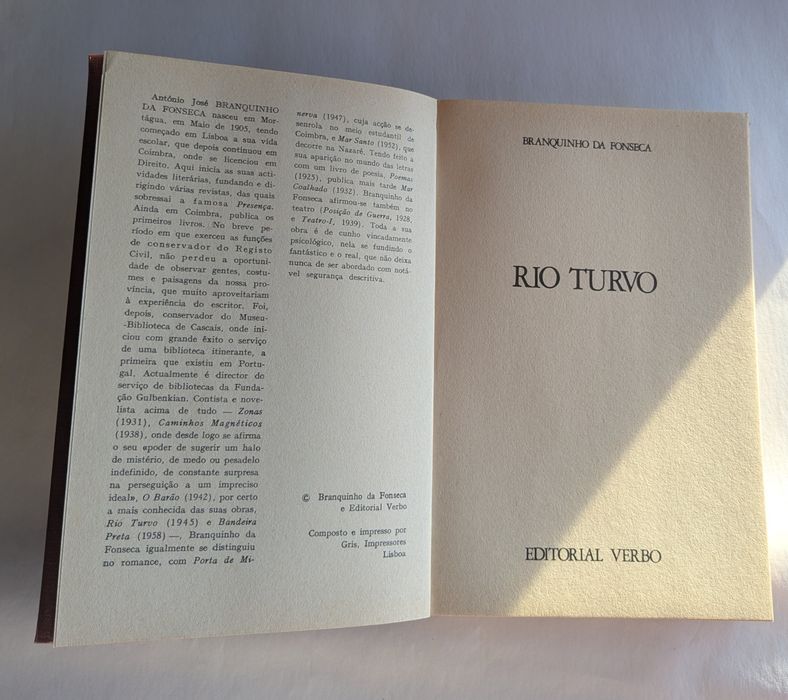 António José BRANQUINHO
DA FONSECA nasceu em Mor-
tágua, em Maio de 1905, tendo
começado em Lisboa a sua vida
escolar, que depois continuou em
Coimbra, onde se licenciou em
Direito. Aqui inicia as suas acti-
vidades literárias, fundando e di-
rigindo várias revistas, das quais
sobressai a famosa Presença.
Ainda em Coimbra, publica os
primeiros livros. No breve pe-
ríodo em que exerceu as funções
de conservador do Registo
Civil, não perdeu a oportuni-
dade de observar gentes, costu-
mes e paisagens da nossa pro-
víncia, que muito aproveitariam
à experiência do escritor. Foi,
depois, conservador do Museu-
-Biblioteca de Cascais, onde ini-
ciou com grande êxito o serviço
de uma biblioteca itinerante, a
primeira que existiu em Portu-
gal. Actualmente é director do
serviço de bibliotecas da Funda-
ção Gulbenkian. Contista e nove-
lista acima de tudo — Zonas
(1931), Caminhos Magnéticos
(1938), onde desde logo se afirma
o seu «poder de sugerir um halo
de mistério, de medo ou pesadelo
indefinido, de constante surpresa
na perseguição a um impreciso
ideal», O Barão (1942), por certo
a mais conhecida das suas obras,
Rio Turvo (1945) e Bandeira
Preta (1958) —, Branquinho da
Fonseca igualmente se distinguiu
no romance, com Porta de Mi-
nerva (1947), cuja acção se de-
senrola no meio estudantil de
Coimbra, e Mar Santo (1952), que
decorre na Nazaré. Tendo feito a
sua aparição no mundo das letras
com um livro de poesia, Poemas
(1925), publica mais tarde Mar
Coalhado (1932). Branquinho da
Fonseca afirmou-se também no
teatro (Posição de Guerra, 1928,
e Teatro-I, 1939). Toda a sua
obra é de cunho vincadamente
psicológico, nela se fundindo o
fantástico e o real, que não deixa
nunca de ser abordado com notá-
vel segurança descritiva.
© Branquinho da Fonseca
e Editorial Verbo
Composto e impresso por
Gris, Impressores
Lisboa
BRANQUINHO DA FONSECA
RIO TURVO
EDITORIAL VERBO